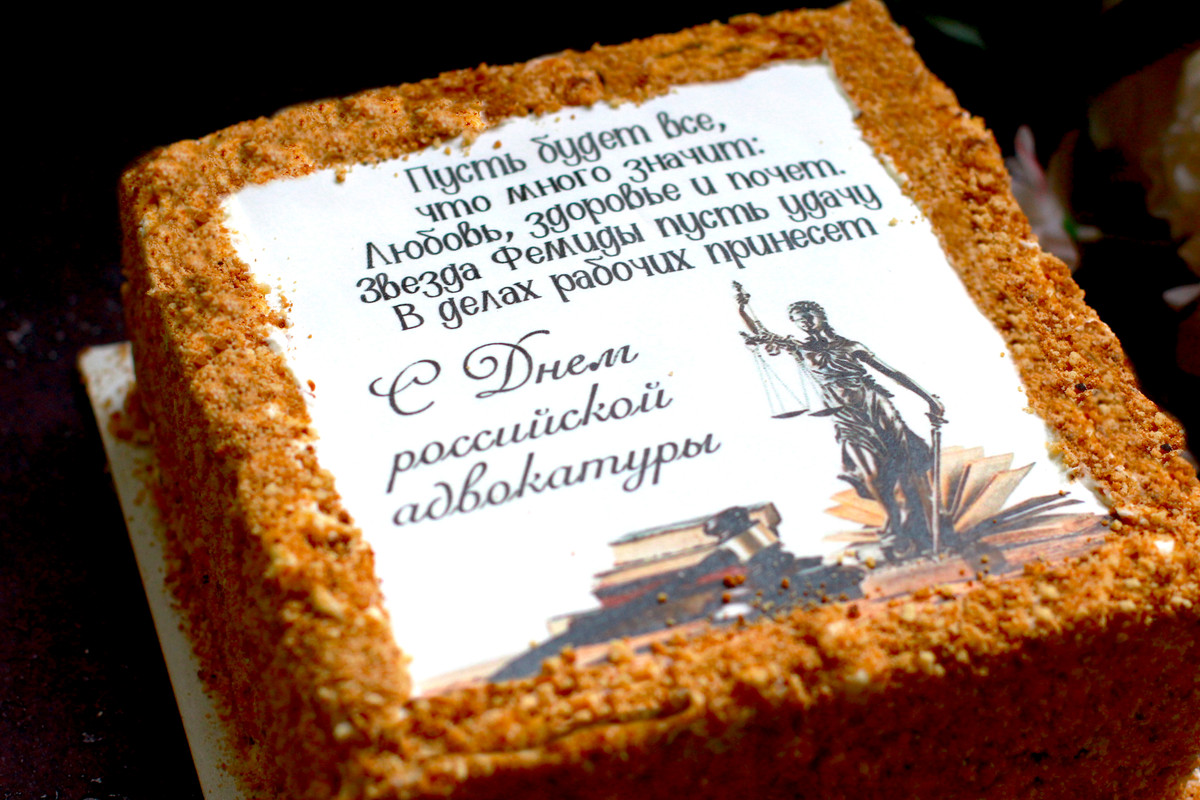 Пусть будет все,
что много значит:
Любовь, здоровье и почет.
Звезда Фемиды пусть удачу
В делах рабочих принесет
С Днем
российской
адвокатуры